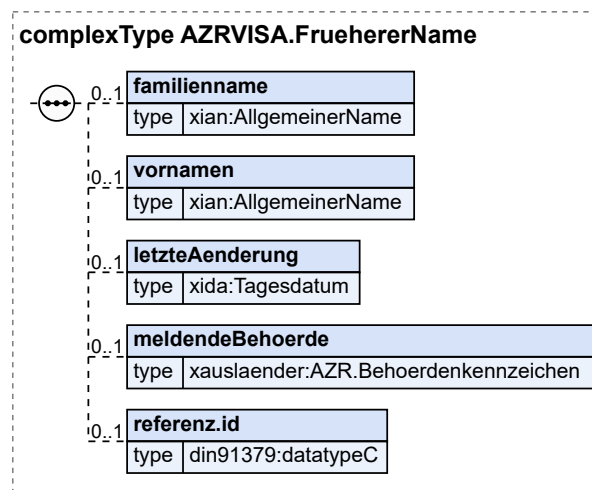 complexType AZRVISA.FruehererName
0..1
familienname
type xian:AllgemeinerName
0..1
vornamen
type xian:AllgemeinerName
0..1
letzteAenderung
type xida:Tagesdatum
0..1
meldendeBehoerde
type xauslaender:AZR.Behoerdenkennzeichen
0..1
referenz.id
type din91379:datatypeC